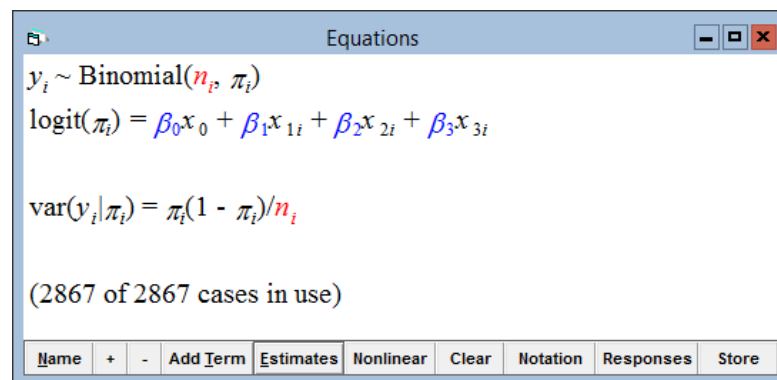 Equations
yᵢ ~ Binomial(nᵢ, πᵢ)
logit(πᵢ) = β₀x₀ + β₁x₁ᵢ + β₂x₂ᵢ + β₃x₃ᵢ
var(yᵢ|πᵢ) = πᵢ(1 - πᵢ)/nᵢ
(2867 of 2867 cases in use)
Name + - Add Term Estimates Nonlinear Clear Notation Responses Store